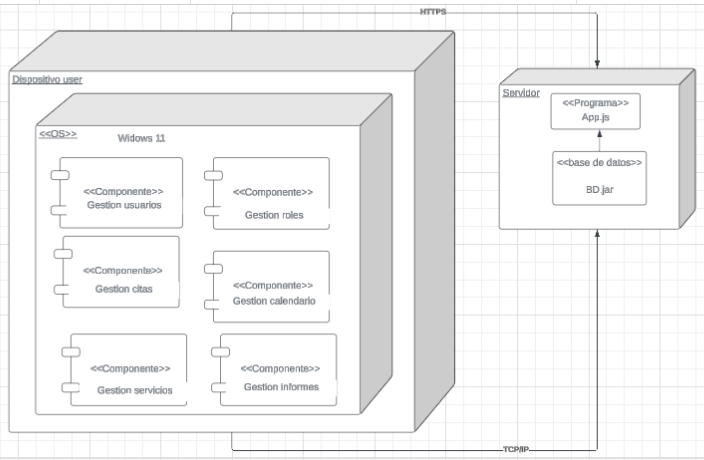 HTTPS
Dispositivo user
<<OS>>
Widows 11
<<Componente>>
Gestion usuarios
<<Componente>>
Gestion roles
<<Componente>>
Gestion citas
<<Componente>>
Gestion calendario
<<Componente>>
Gestion servicios
<<Componente>>
Gestion Informes
Servidor
<<Programa>>
App.js
<<base de datos>>
BD.jar
TCP/IP